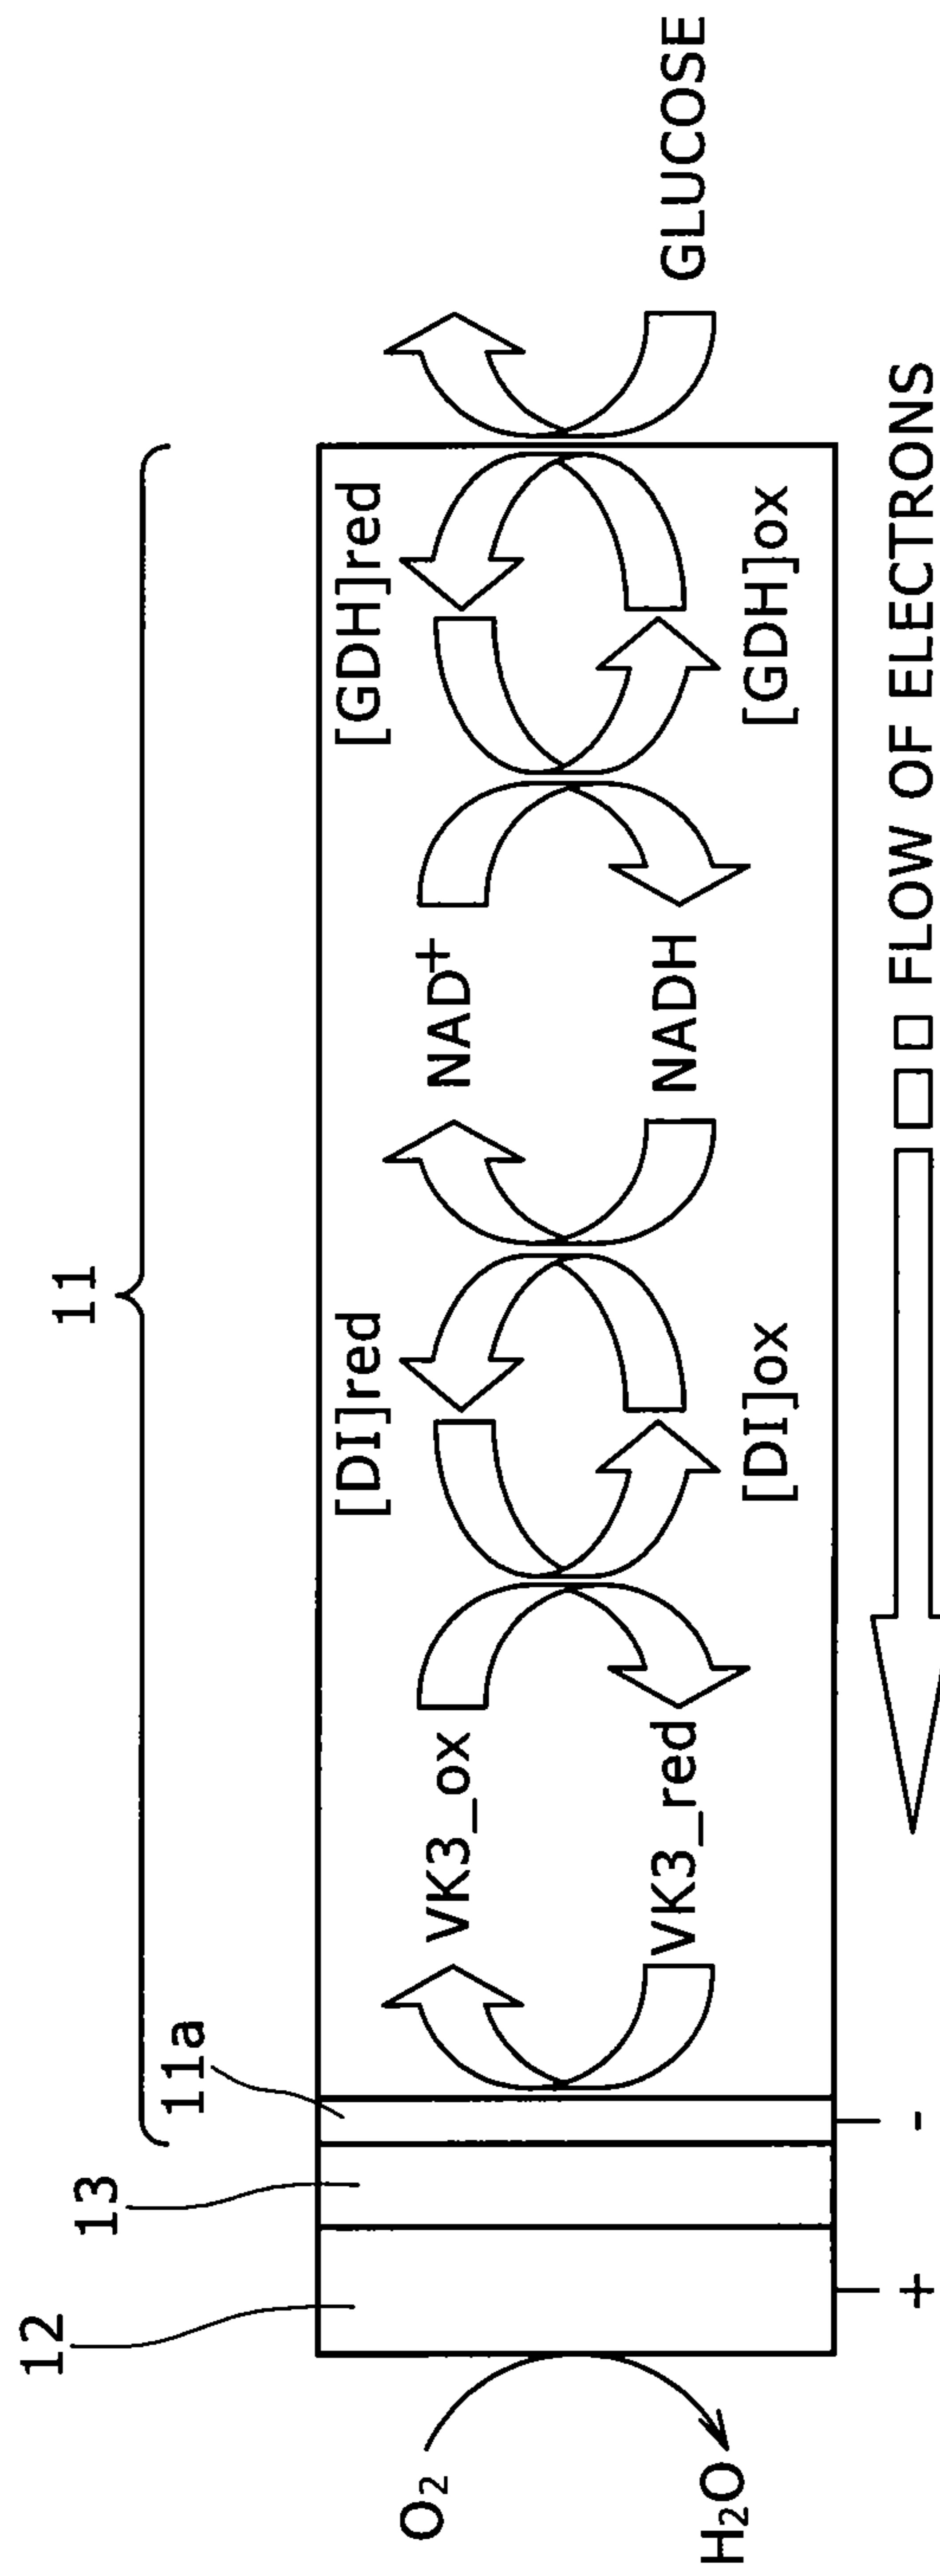 11
12
13
11a
[DI]red
[GDH]red
O₂
VK3_ox
NAD⁺
H₂O
VK3_red
NADH
GLUCOSE
[DI]ox
[GDH]ox
+
-
FLOW OF ELECTRONS